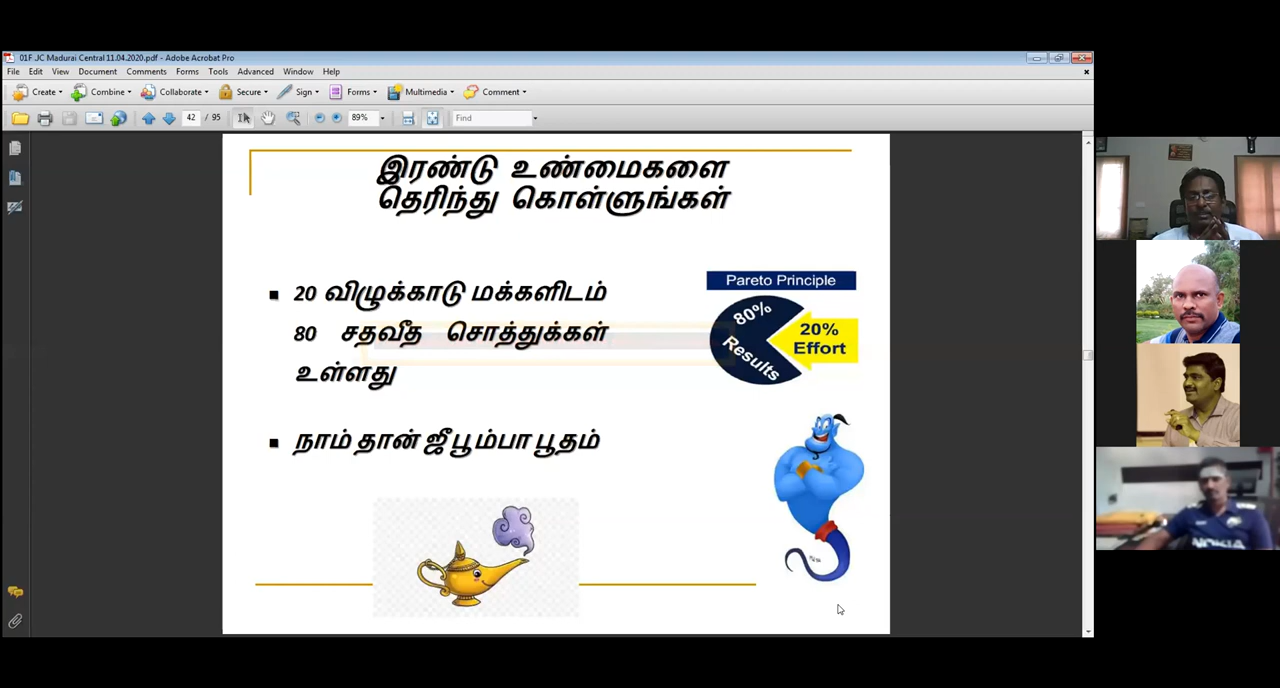 01F JC Madurai Central 11.04.2020.pdf - Adobe Acrobat Pro
File Edit View Document Comments Forms Tools Advanced Window Help
Create Combine Collaborate Secure Sign Forms Multimedia Comment
42 / 95 89% Find
இரண்டு உண்மைகளை
தெரிந்து கொள்ளுங்கள்
20 விழுக்காடு மக்களிடம்
80 சதவீத சொத்துக்கள்
உள்ளது
நாம் தான் ஜீ பூம்பா பூதம்
Pareto Principle
80%
Results
20%
Effort
NOKIA